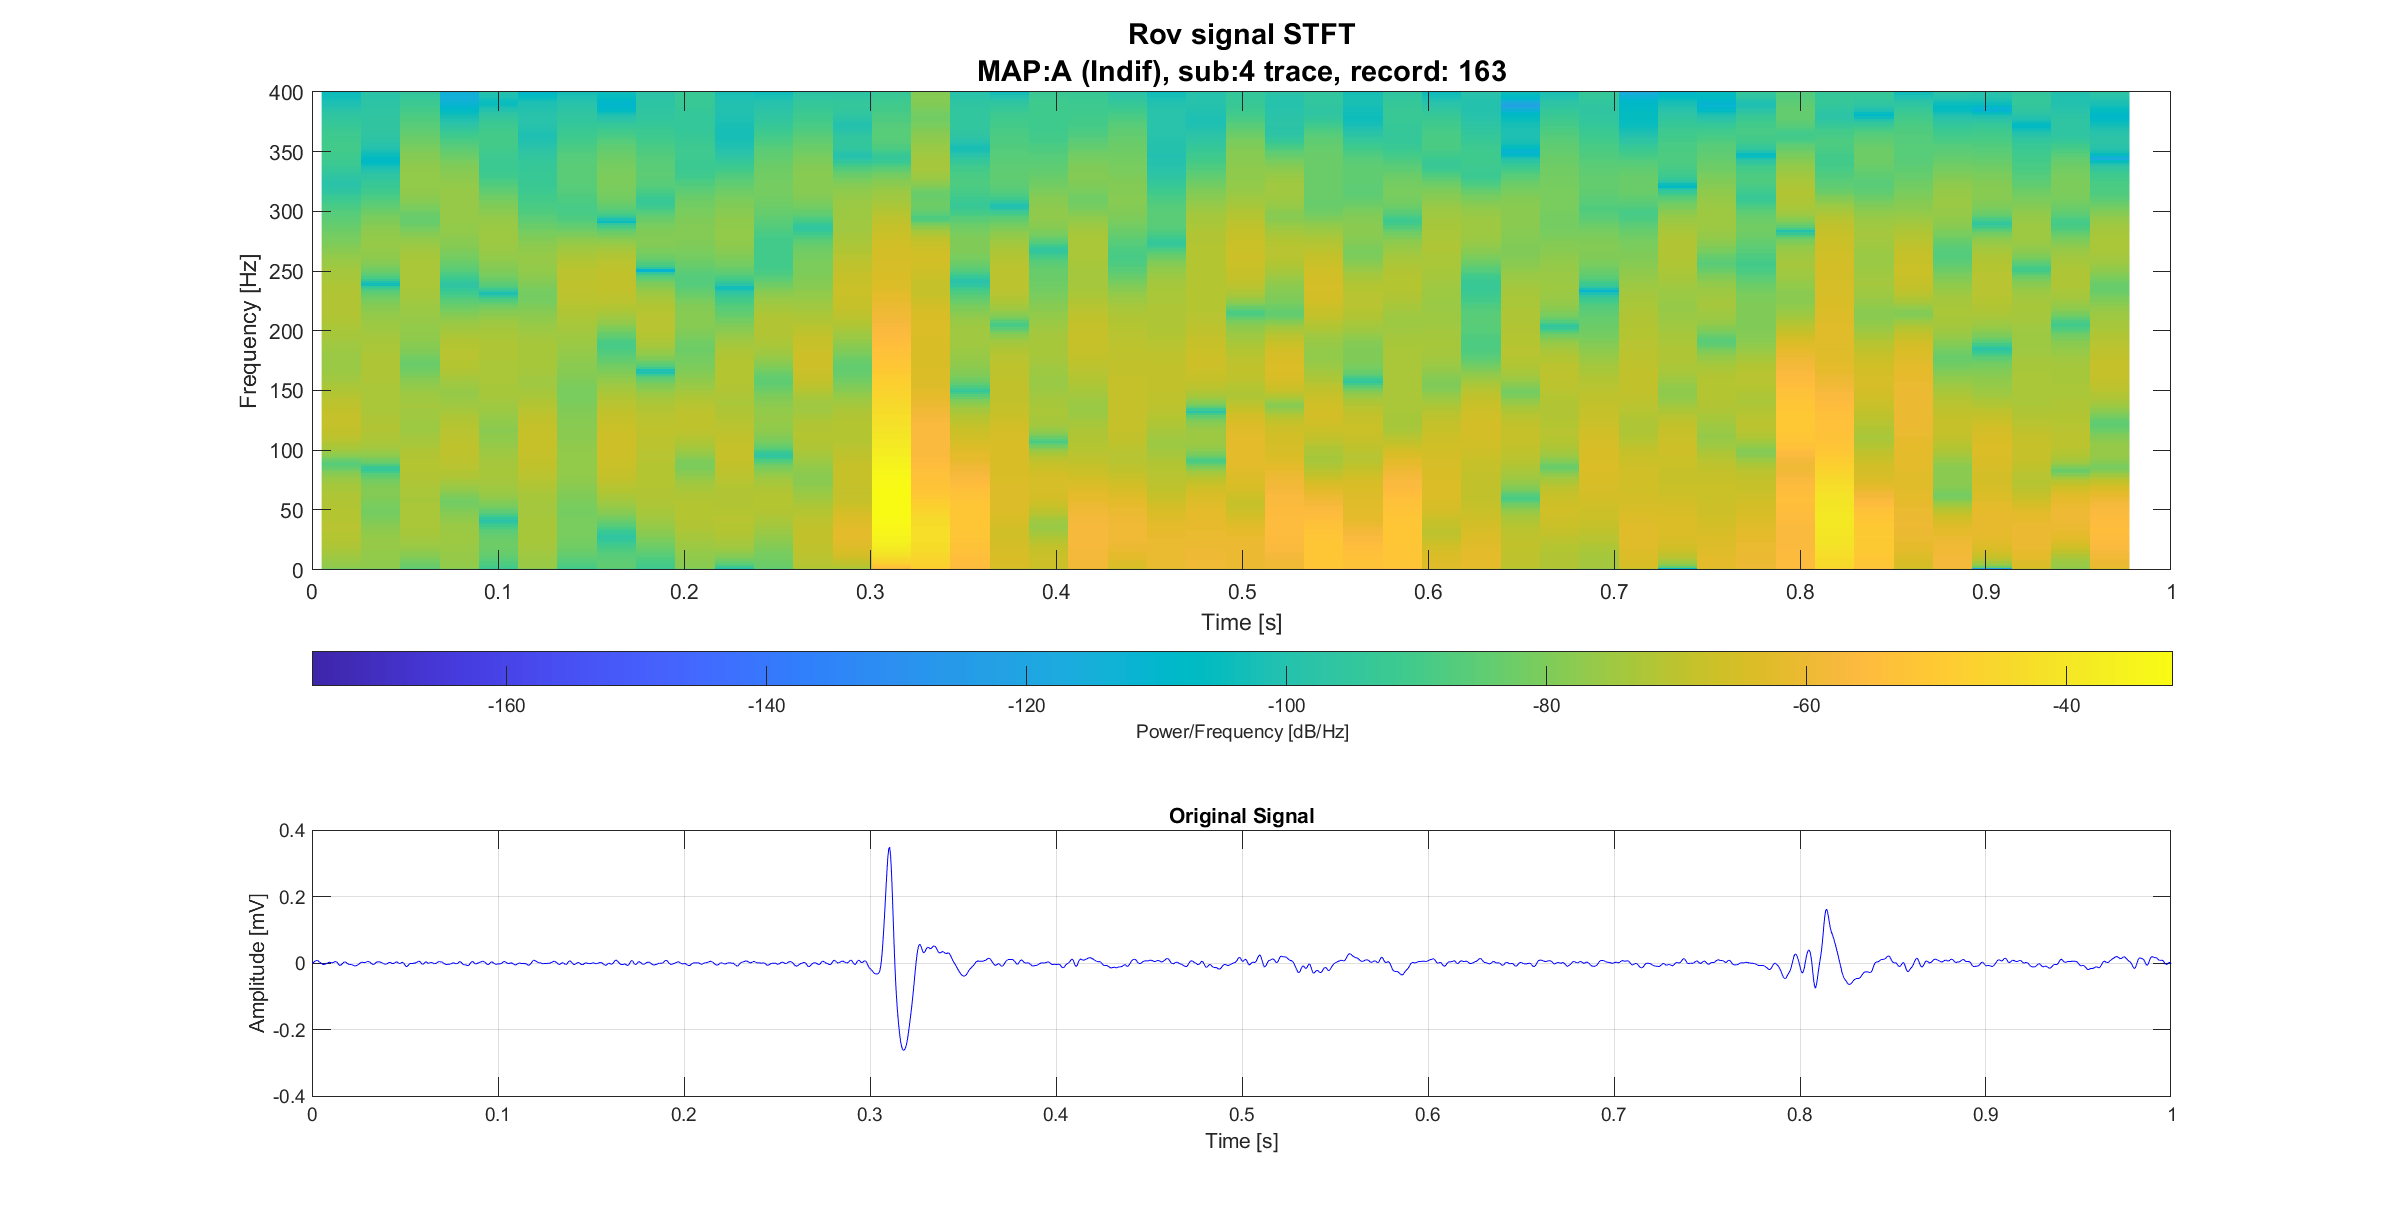 Rov signal STFT
MAP:A (Indif), sub:4 trace, record: 163
400
350
300
250
200
150
100
50
0
Frequency [Hz]
0 0.1 0.2 0.3 0.4 0.5 0.6 0.7 0.8 0.9 1
Time [s]
-160 -140 -120 -100 -80 -60 -40
Power/Frequency [dB/Hz]
Original Signal
0.4
0.2
0
-0.2
-0.4
Amplitude [mV]
0 0.1 0.2 0.3 0.4 0.5 0.6 0.7 0.8 0.9 1
Time [s]